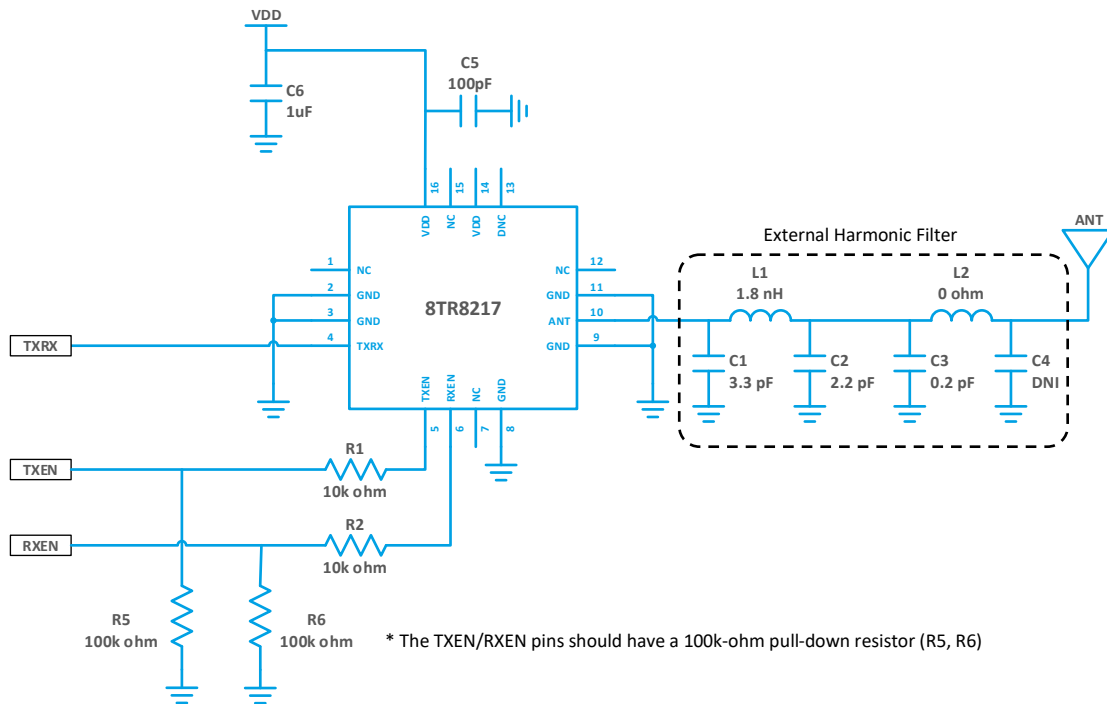 VDD
C5
100pF
C6
1uF
16
15
14
13
VDD
NC
VDD
DNC
ANT
External Harmonic Filter
1
NC
NC
12
L1
L2
2
GND
GND
11
1.8 nH
0 ohm
8TR8217
3
GND
ANT
10
TXRX
4
TXRX
GND
9
C1
C2
C3
C4
3.3 pF
2.2 pF
0.2 pF
DNI
TXEN
RXEN
NC
GND
5
6
7
8
R1
TXEN
10k ohm
R2
RXEN
10k ohm
R5
R6
100k ohm
100k ohm
* The TXEN/RXEN pins should have a 100k-ohm pull-down resistor (R5, R6)